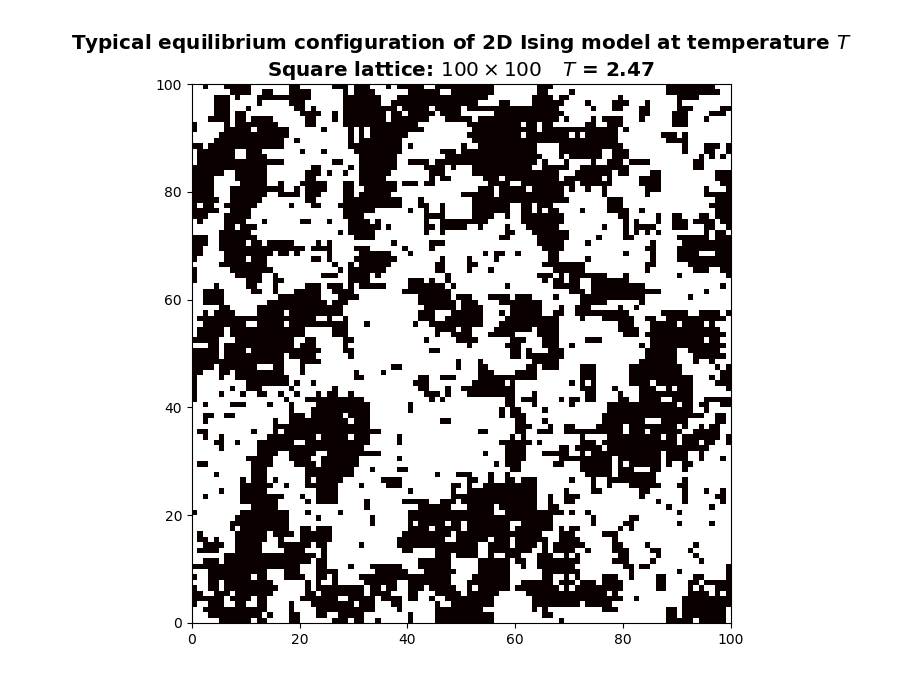 Typical equilibrium configuration of 2D Ising model at temperature T
Square lattice: 100 × 100 T = 2.47
100
80
60
40
20
0
0 20 40 60 80 100